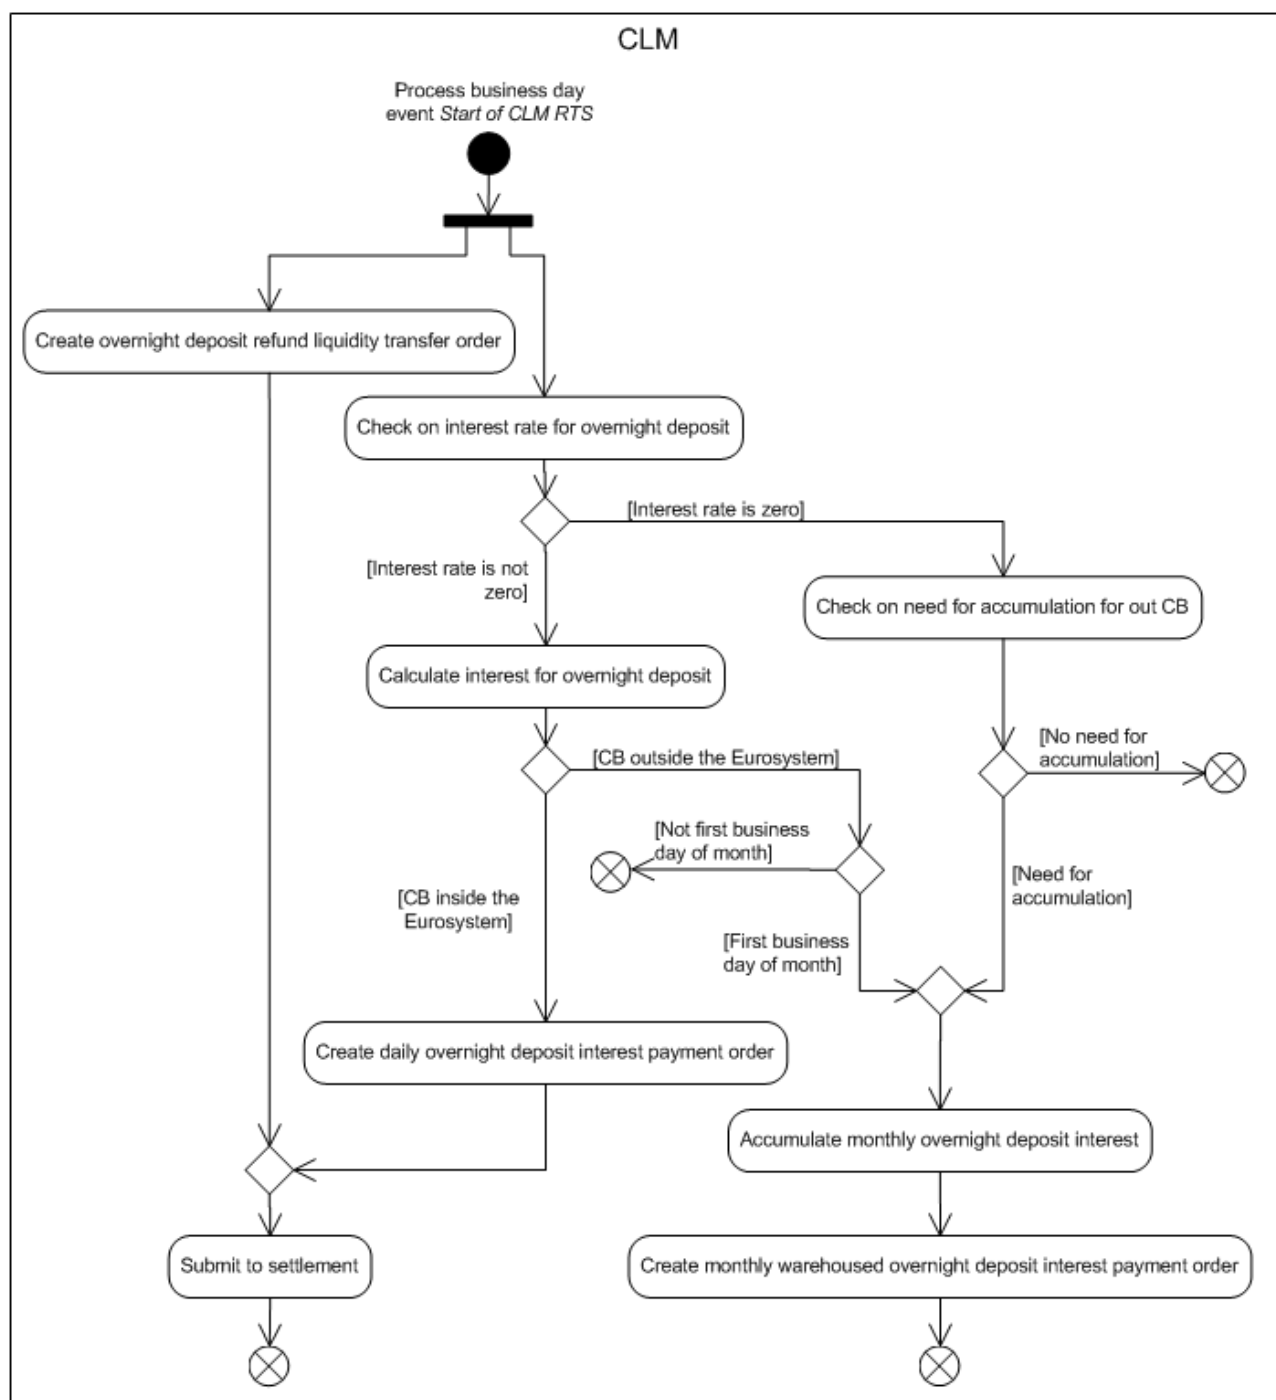 CLM
Process business day
event Start of CLM RTS
Create overnight deposit refund liquidity transfer order
Check on interest rate for overnight deposit
[Interest rate is zero]
[Interest rate is not
zero]
Check on need for accumulation for out CB
Calculate interest for overnight deposit
[No need for
accumulation]
[CB outside the Eurosystem]
[Not first business
day of month]
[CB inside the
Eurosystem]
[Need for
accumulation]
[First business
day of month]
Create daily overnight deposit interest payment order
Accumulate monthly overnight deposit interest
Submit to settlement
Create monthly warehoused overnight deposit interest payment order